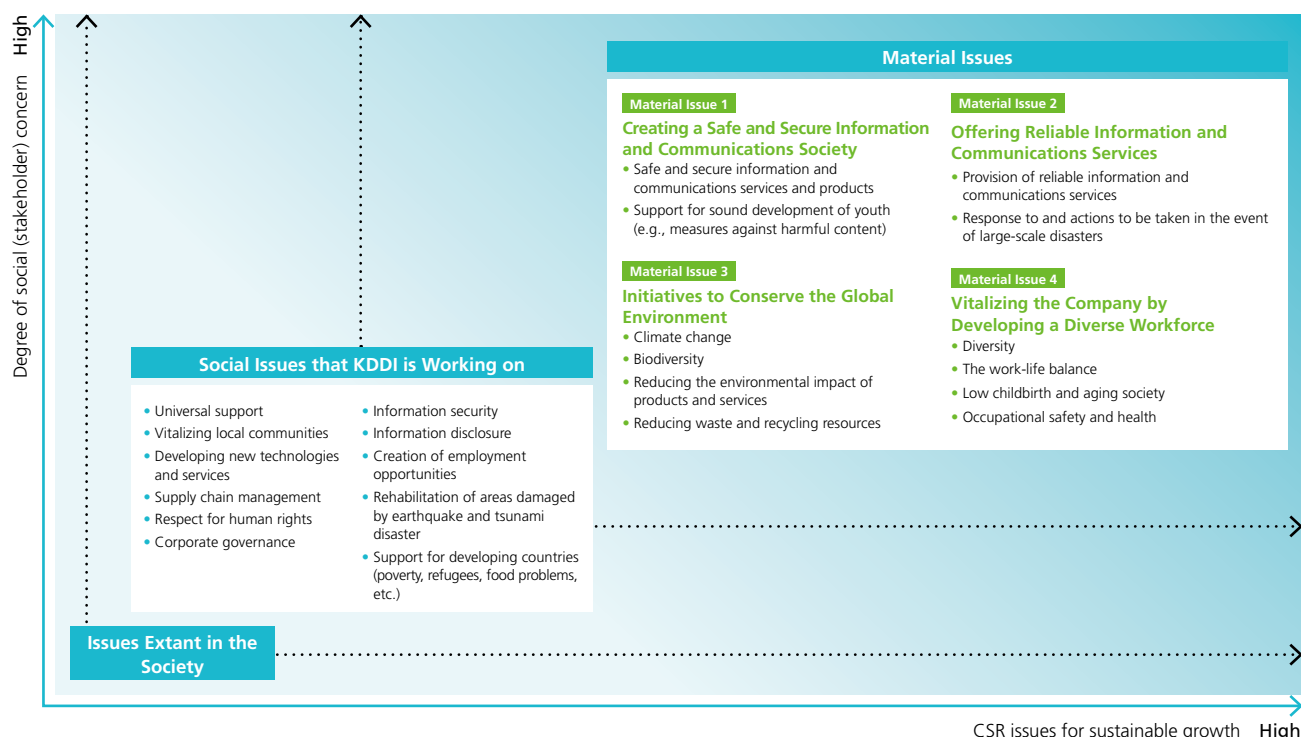 High
Degree of social (stakeholder) concern
Material Issues
Material Issue 1
Creating a Safe and Secure Information
and Communications Society
• Safe and secure information and
communications services and products
• Support for sound development of youth
(e.g., measures against harmful content)
Material Issue 2
Offering Reliable Information and
Communications Services
• Provision of reliable information and
communications services
• Response to and actions to be taken in the event
of large-scale disasters
Material Issue 3
Initiatives to Conserve the Global
Environment
• Climate change
• Biodiversity
• Reducing the environmental impact of
products and services
• Reducing waste and recycling resources
Material Issue 4
Vitalizing the Company by
Developing a Diverse Workforce
• Diversity
• The work-life balance
• Low childbirth and aging society
• Occupational safety and health
Social Issues that KDDI is Working on
• Universal support
• Vitalizing local communities
• Developing new technologies
and services
• Supply chain management
• Respect for human rights
• Corporate governance
• Information security
• Information disclosure
• Creation of employment
opportunities
• Rehabilitation of areas damaged
by earthquake and tsunami
disaster
• Support for developing countries
(poverty, refugees, food problems,
etc.)
Issues Extant in the
Society
CSR issues for sustainable growth High